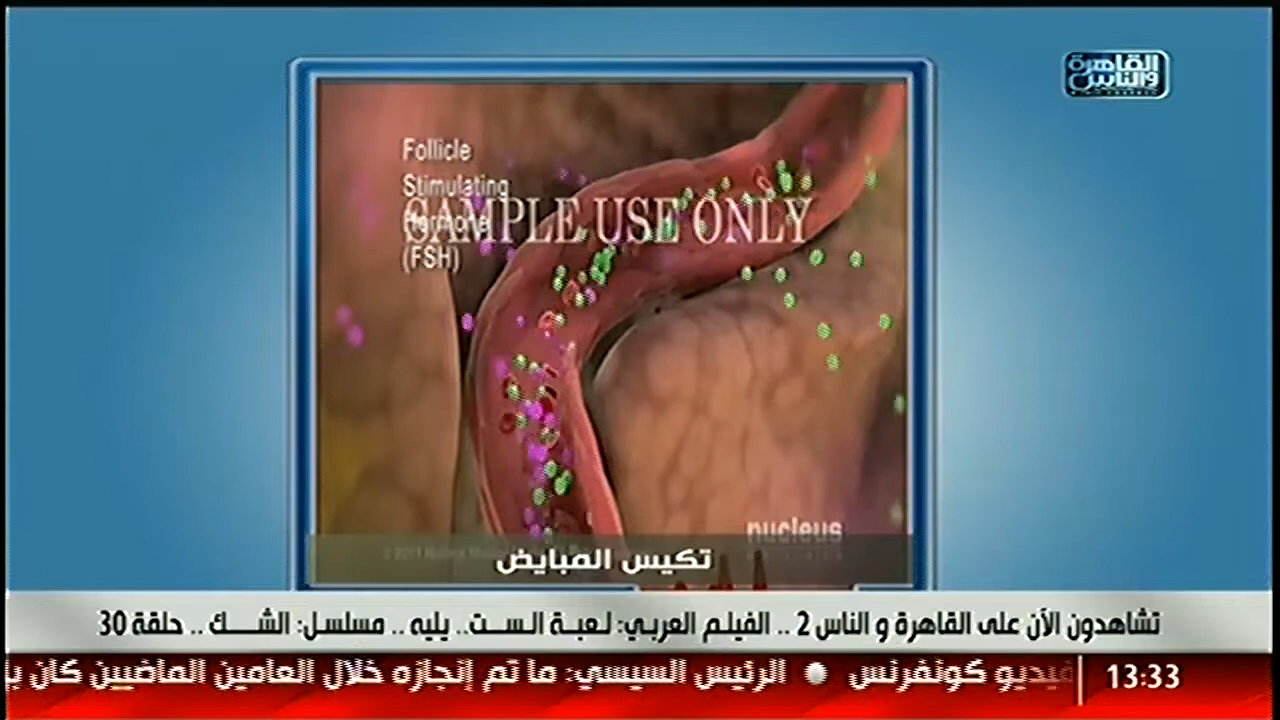 القاهرة
والناس
Follicle
Stimulating
Hormone
(FSH)
SAMPLE USE ONLY
nucleus
تكيس المبايض
تشاهدون الآن على القاهرة و الناس 2 .. الفيلم العربي: لعبة الست.. يليه .. مسلسل: الشك .. حلقة 30
فيديو كونفرنس ● الرئيس السيسي: ما تم إنجازه خلال العامين الماضيين كان
13:33